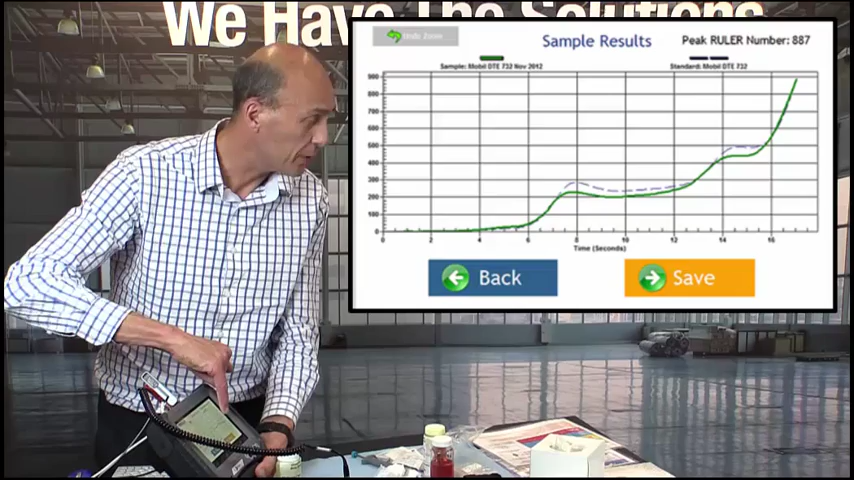 We Have The Solutions
Undo Zoom
Sample Results
Peak RULER Number: 887
Sample: Mobil DTE 732 Nov 2012
Standard: Mobil DTE 732
900
800
700
600
500
400
300
200
100
0
0 2 4 6 8 10 12 14 16
Time (Seconds)
Back
Save